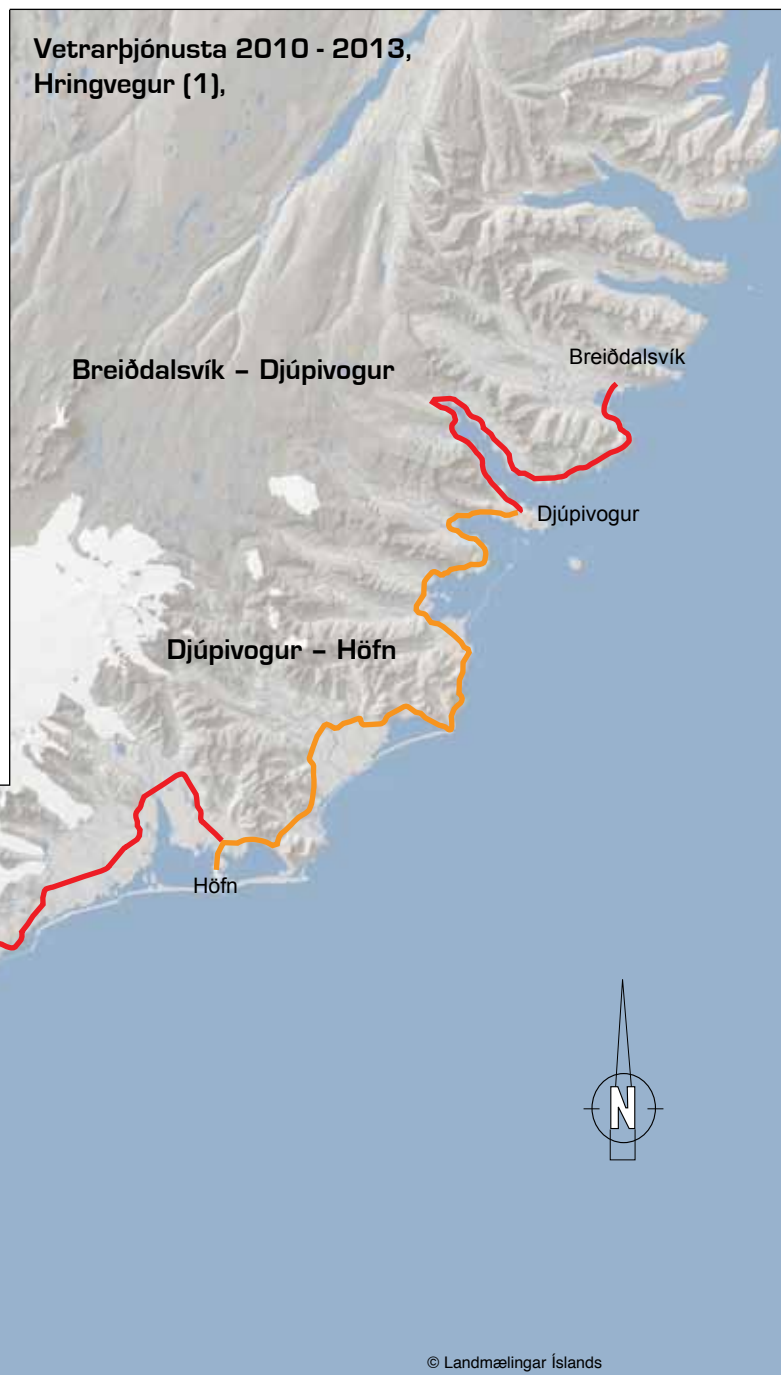 Vetrarþjónusta 2010 - 2013,
Hringvegur (1),
Breiðdalsvík – Djúpivogur
Breiðdalsvík
Djúpivogur
Djúpivogur – Höfn
Höfn
N
© Landmælingar Íslands